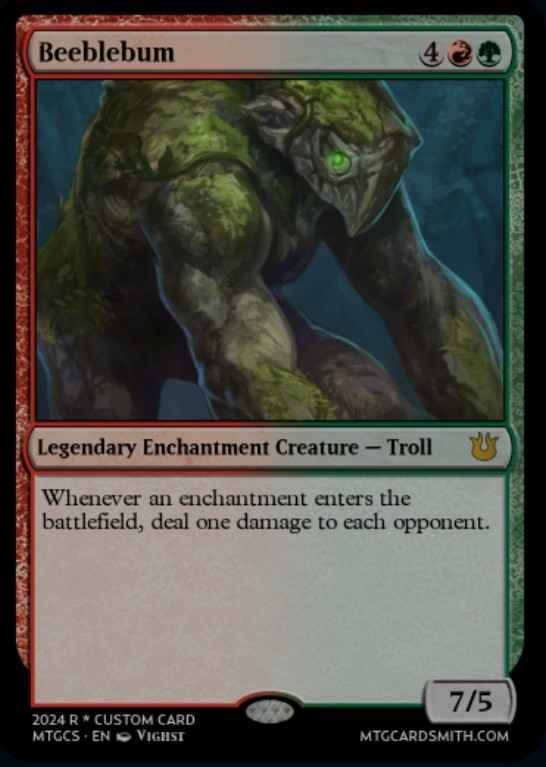 Beeblebum 4
Legendary Enchantment Creature — Troll
Whenever an enchantment enters the
battlefield, deal one damage to each opponent.
7/5
2024 R * CUSTOM CARD
MTGCS · EN VIGHST
MTGCARDSMITH.COM